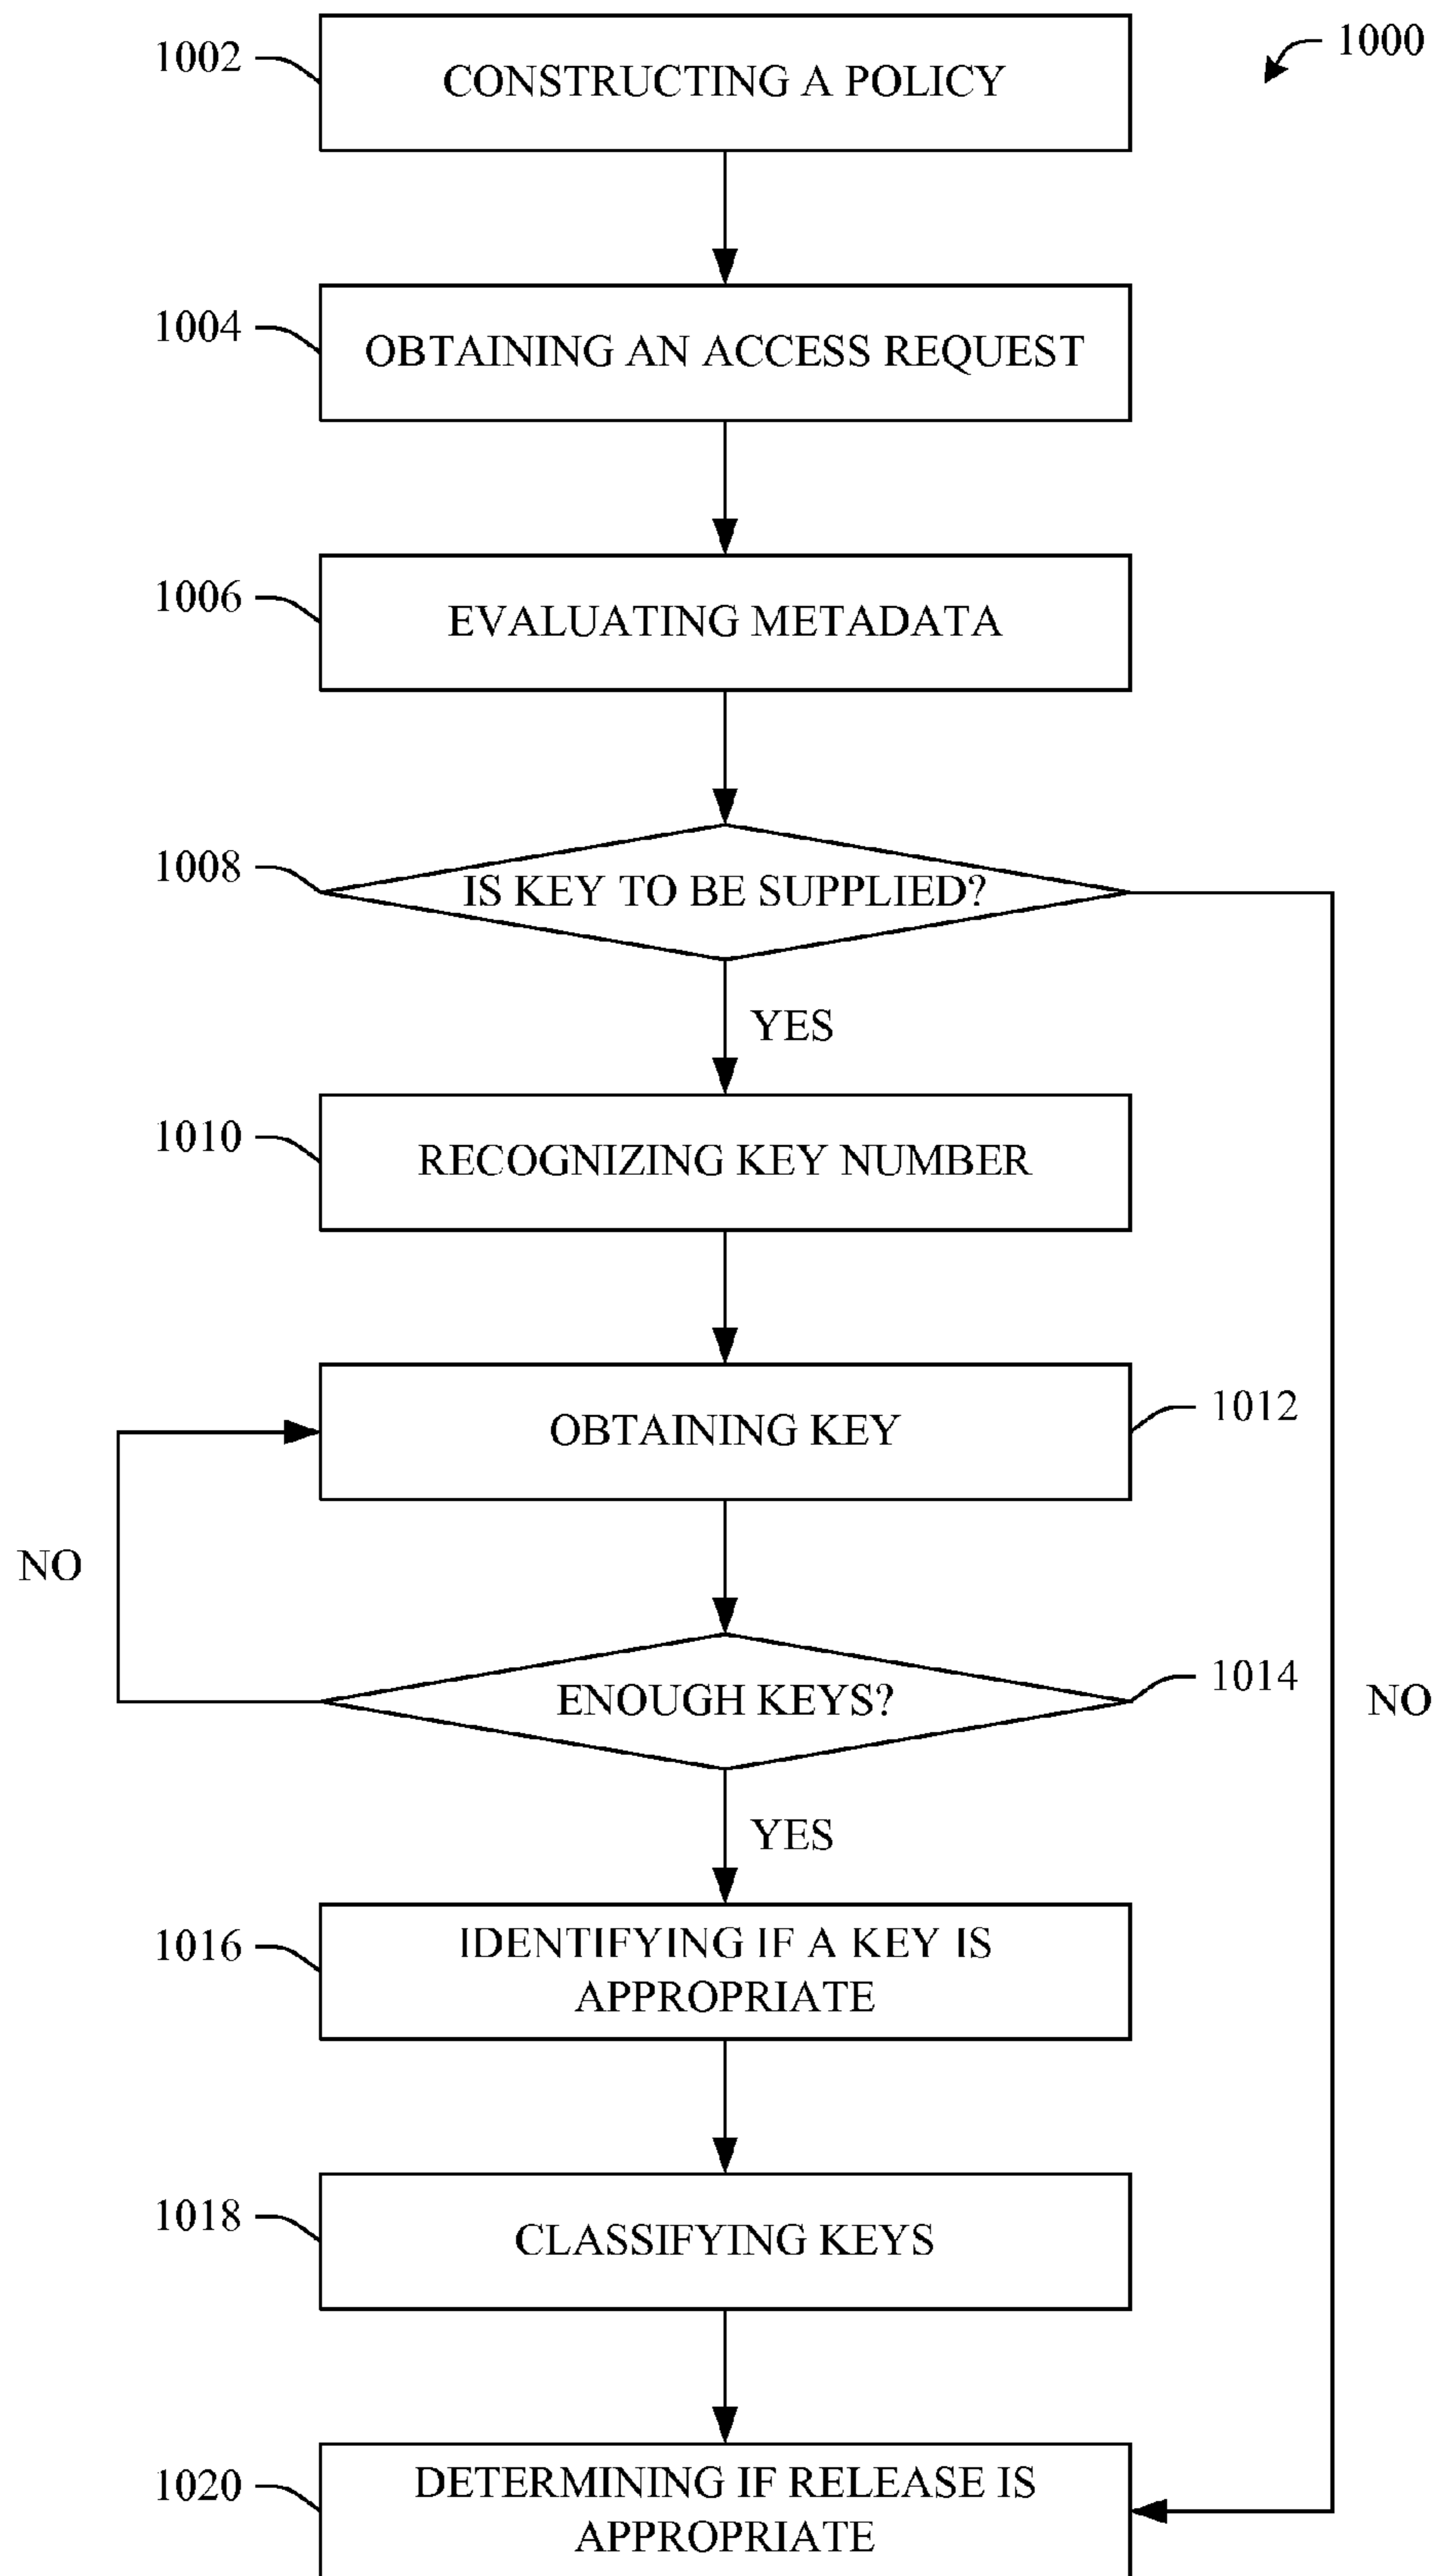 1000
1002
CONSTRUCTING A POLICY
1004
OBTAINING AN ACCESS REQUEST
1006
EVALUATING METADATA
1008
IS KEY TO BE SUPPLIED?
YES
1010
RECOGNIZING KEY NUMBER
1012
OBTAINING KEY
NO
1014
ENOUGH KEYS?
NO
YES
1016
IDENTIFYING IF A KEY IS
APPROPRIATE
1018
CLASSIFYING KEYS
1020
DETERMINING IF RELEASE IS
APPROPRIATE